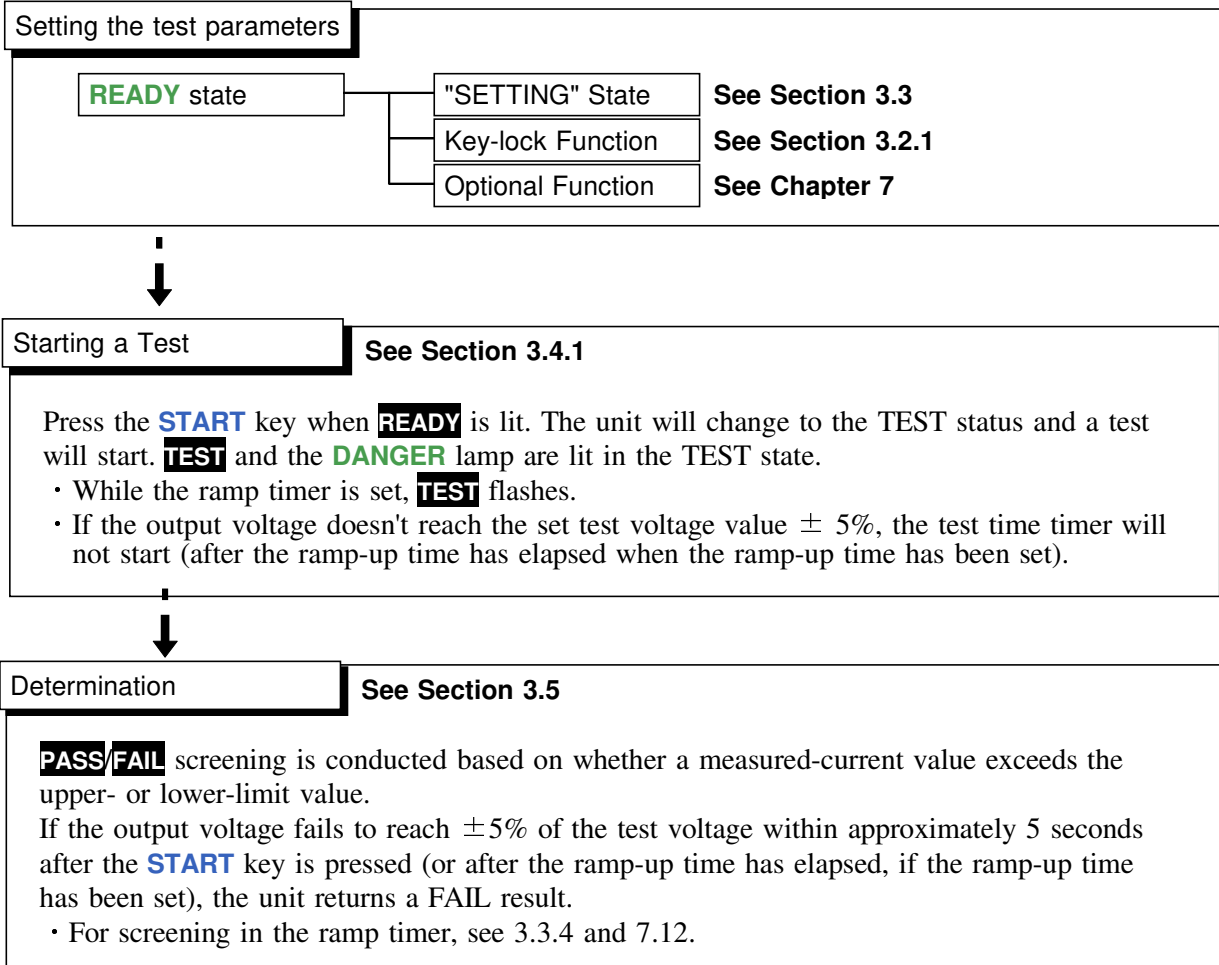 Setting the test parameters
READY state
"SETTING" State See Section 3.3
Key-lock Function See Section 3.2.1
Optional Function See Chapter 7
Starting a Test
See Section 3.4.1
Press the START key when READY is lit. The unit will change to the TEST status and a test
will start. TEST and the DANGER lamp are lit in the TEST state.
・While the ramp timer is set, TEST flashes.
・If the output voltage doesn't reach the set test voltage value ± 5%, the test time timer will
not start (after the ramp-up time has elapsed when the ramp-up time has been set).
Determination
See Section 3.5
PASS/FAIL screening is conducted based on whether a measured-current value exceeds the
upper- or lower-limit value.
If the output voltage fails to reach ±5% of the test voltage within approximately 5 seconds
after the START key is pressed (or after the ramp-up time has elapsed, if the ramp-up time
has been set), the unit returns a FAIL result.
・For screening in the ramp timer, see 3.3.4 and 7.12.